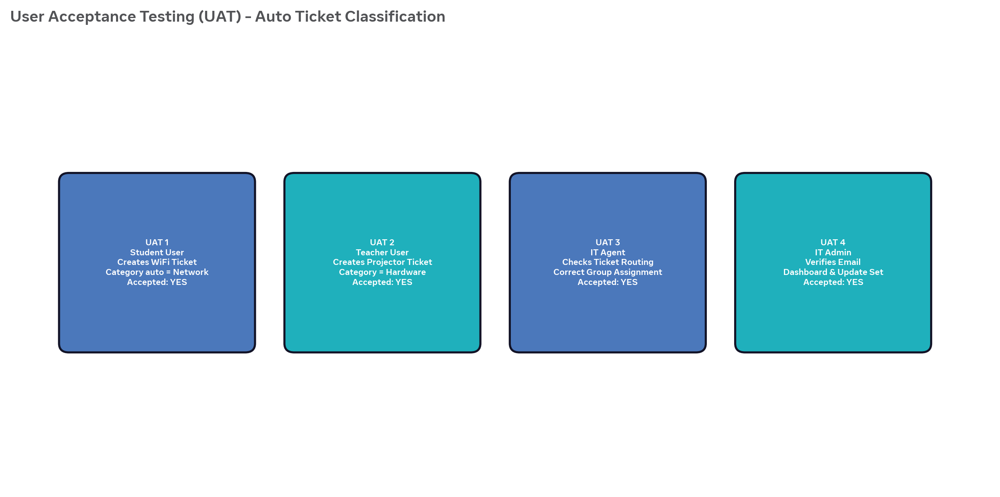 User Acceptance Testing (UAT) - Auto Ticket Classification
UAT 1
Student User
Creates WiFi Ticket
Category auto = Network
Accepted: YES
UAT 2
Teacher User
Creates Projector Ticket
Category = Hardware
Accepted: YES
UAT 3
IT Agent
Checks Ticket Routing
Correct Group Assignment
Accepted: YES
UAT 4
IT Admin
Verifies Email
Dashboard & Update Set
Accepted: YES